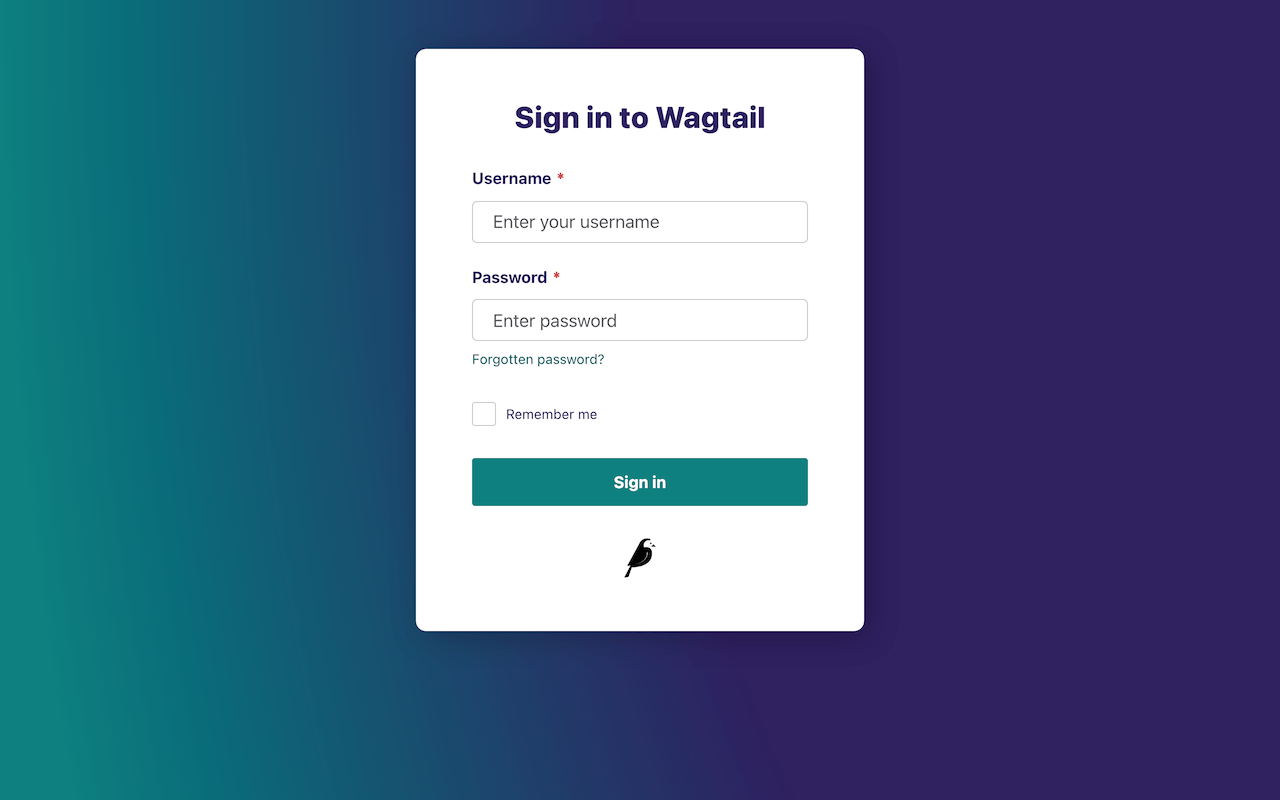 Sign in to Wagtail
Username *
Enter your username
Password *
Enter password
Forgotten password?
Remember me
Sign in